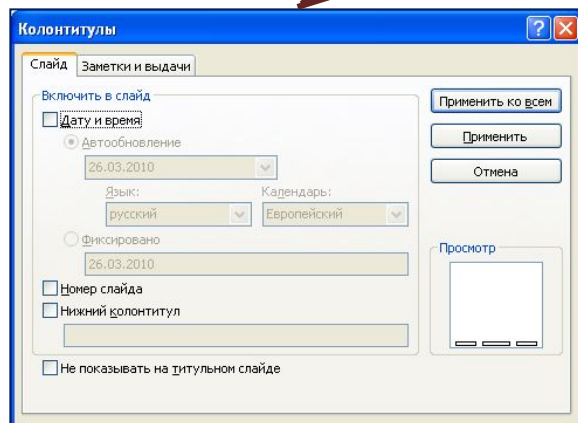 Колонтитулы
Слайд Заметки и выдачи
Включить в слайд
Дату и время
Автообновление
26.03.2010
Язык: Календарь:
русский Европейский
Фиксировано
26.03.2010
Номер слайда
Нижний колонтитул
Не показывать на титульном слайде
Применить ко всем
Применить
Отмена
Просмотр